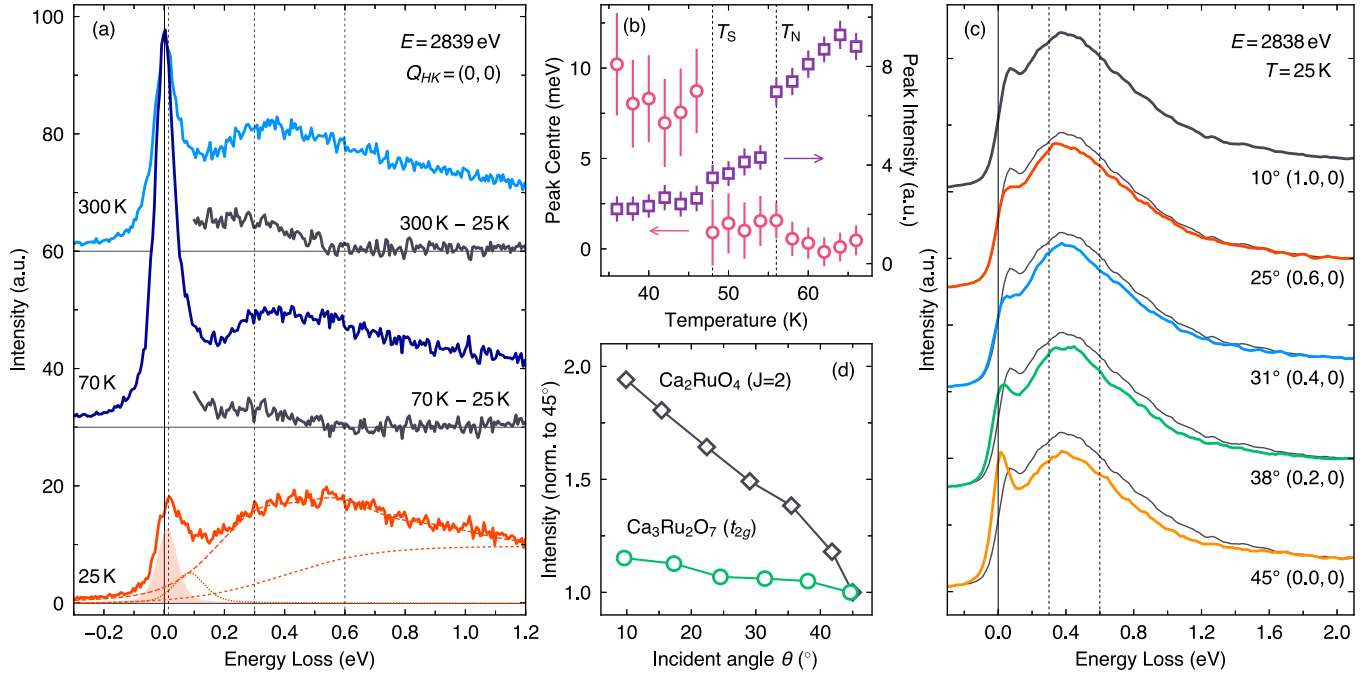 (a)
E = 2839 eV
Q_HK = (0, 0)
300 K
300 K − 25 K
70 K
70 K − 25 K
25 K
Intensity (a.u.)
0
20
40
60
80
100
−0.2
0.0
0.2
0.4
0.6
0.8
1.0
1.2
Energy Loss (eV)
(b)
T_S
T_N
Peak Centre (meV)
0
5
10
Peak Intensity (a.u.)
0
4
8
40
50
60
Temperature (K)
(d)
Ca₂RuO₄ (J=2)
Ca₃Ru₂O₇ (t₂g)
Intensity (norm. to 45°)
1.0
1.5
2.0
10
20
30
40
Incident angle θ (°)
(c)
E = 2838 eV
T = 25 K
10° (1.0, 0)
25° (0.6, 0)
31° (0.4, 0)
38° (0.2, 0)
45° (0.0, 0)
Intensity (a.u.)
0.0
0.4
0.8
1.2
1.6
2.0
Energy Loss (eV)